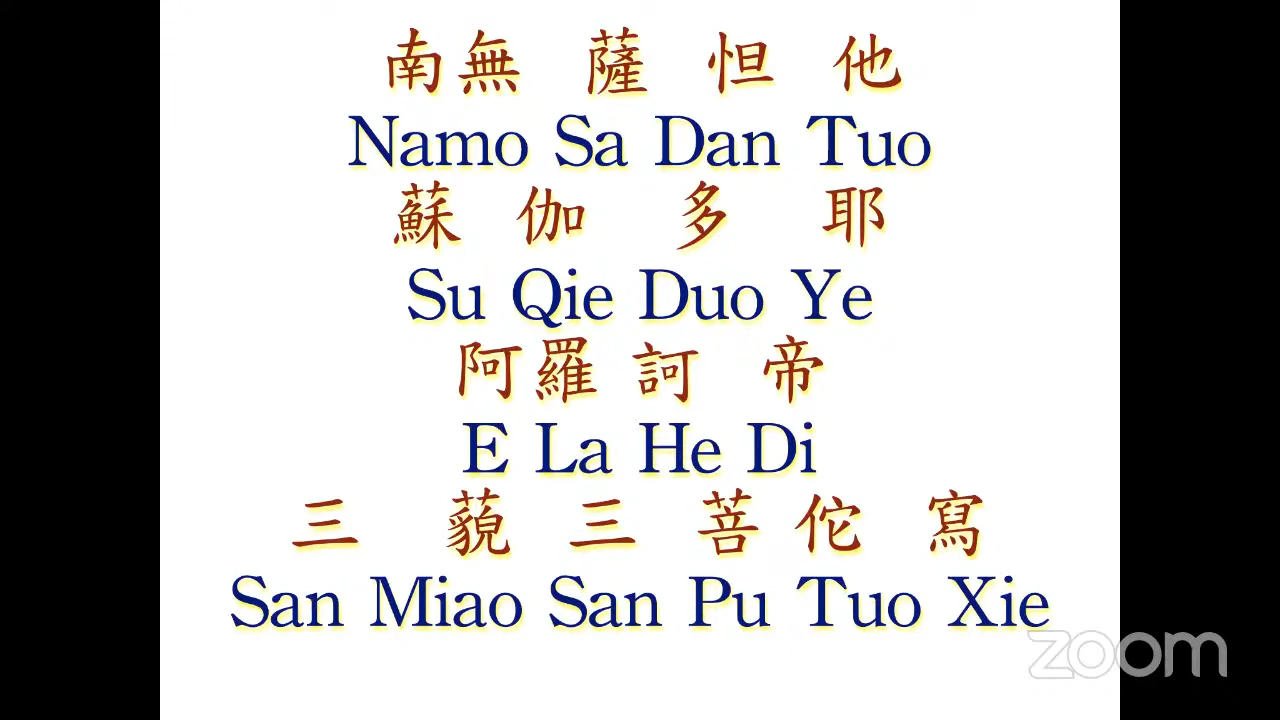 南無 薩 怛 他
Namo Sa Dan Tuo
蘇 伽 多 耶
Su Qie Duo Ye
阿羅 訶 帝
E La He Di
三 藐 三 菩 佗 寫
San Miao San Pu Tuo Xie
zoom